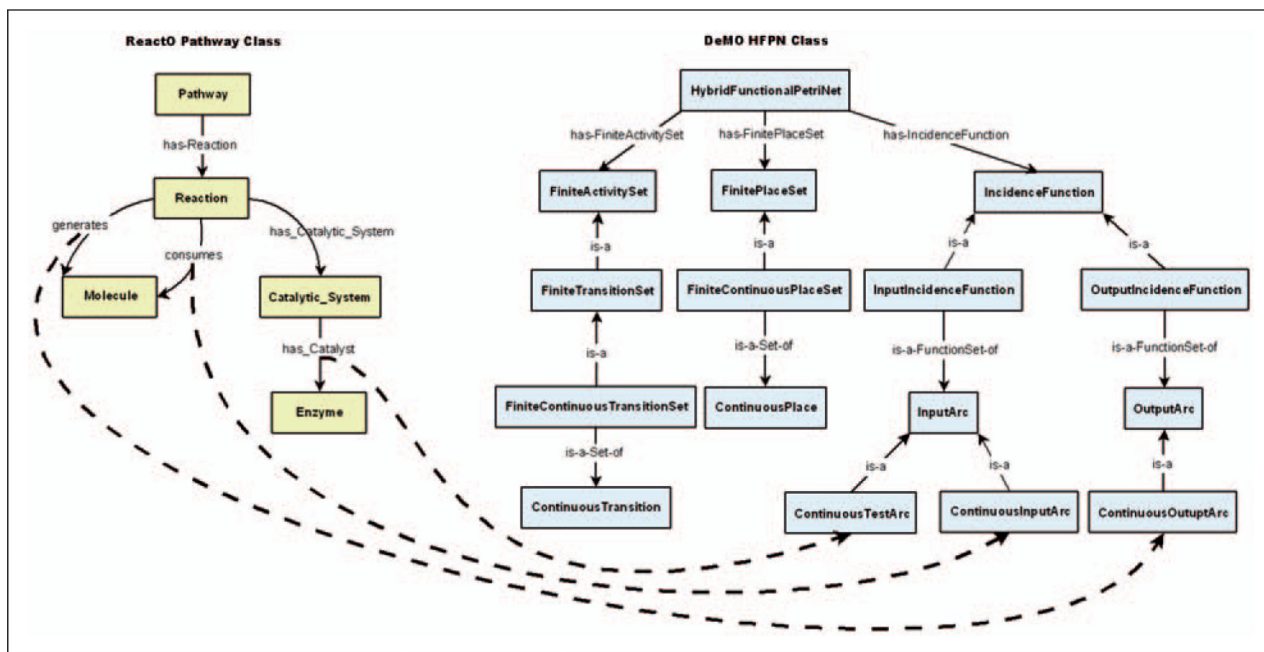 ReactO Pathway Class
Pathway
has-Reaction
Reaction
generates
consumes
has_Catalytic_System
Molecule
Catalytic_System
has_Catalyst
Enzyme
DeMO HFPN Class
HybridFunctionalPetriNet
has-FiniteActivitySet
has-FinitePlaceSet
has-IncidenceFunction
FiniteActivitySet
FinitePlaceSet
IncidenceFunction
is-a
is-a
is-a
is-a
FiniteTransitionSet
FiniteContinuousPlaceSet
InputIncidenceFunction
OutputIncidenceFunction
is-a
is-a-Set-of
is-a-FunctionSet-of
is-a-FunctionSet-of
FiniteContinuousTransitionSet
ContinuousPlace
InputArc
OutputArc
is-a-Set-of
is-a
is-a
is-a
ContinuousTransition
ContinuousTestArc
ContinuousInputArc
ContinuousOutuptArc